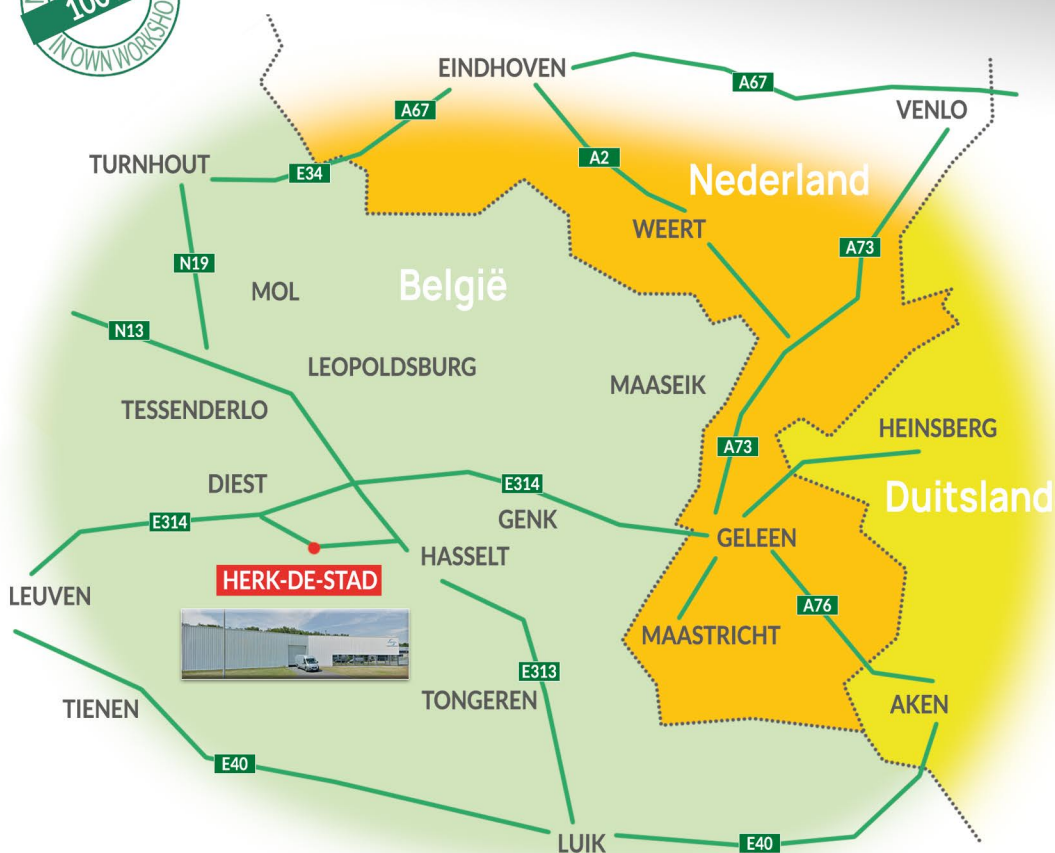 100
IN OWN WORKSHO
EINDHOVEN
A67
A67
VENLO
TURNHOUT
E34
A2
Nederland
WEERT
A73
N19
MOL
België
N13
LEOPOLDSBURG
MAASEIK
TESSENDERLO
HEINSBERG
A73
DIEST
E314
Duitsland
E314
GENK
GELEEN
HASSELT
HERK-DE-STAD
LEUVEN
A76
MAASTRICHT
E313
TONGEREN
TIENEN
AKEN
E40
LUIK
E40